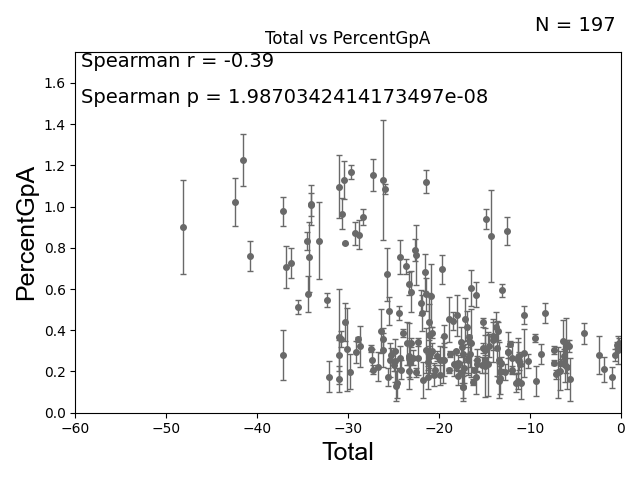 N = 197
Total vs PercentGpA
Spearman r = -0.39
Spearman p = 1.9870342414173497e-08
1.6
1.4
1.2
1.0
0.8
0.6
0.4
0.2
0.0
PercentGpA
−60 −50 −40 −30 −20 −10 0
Total